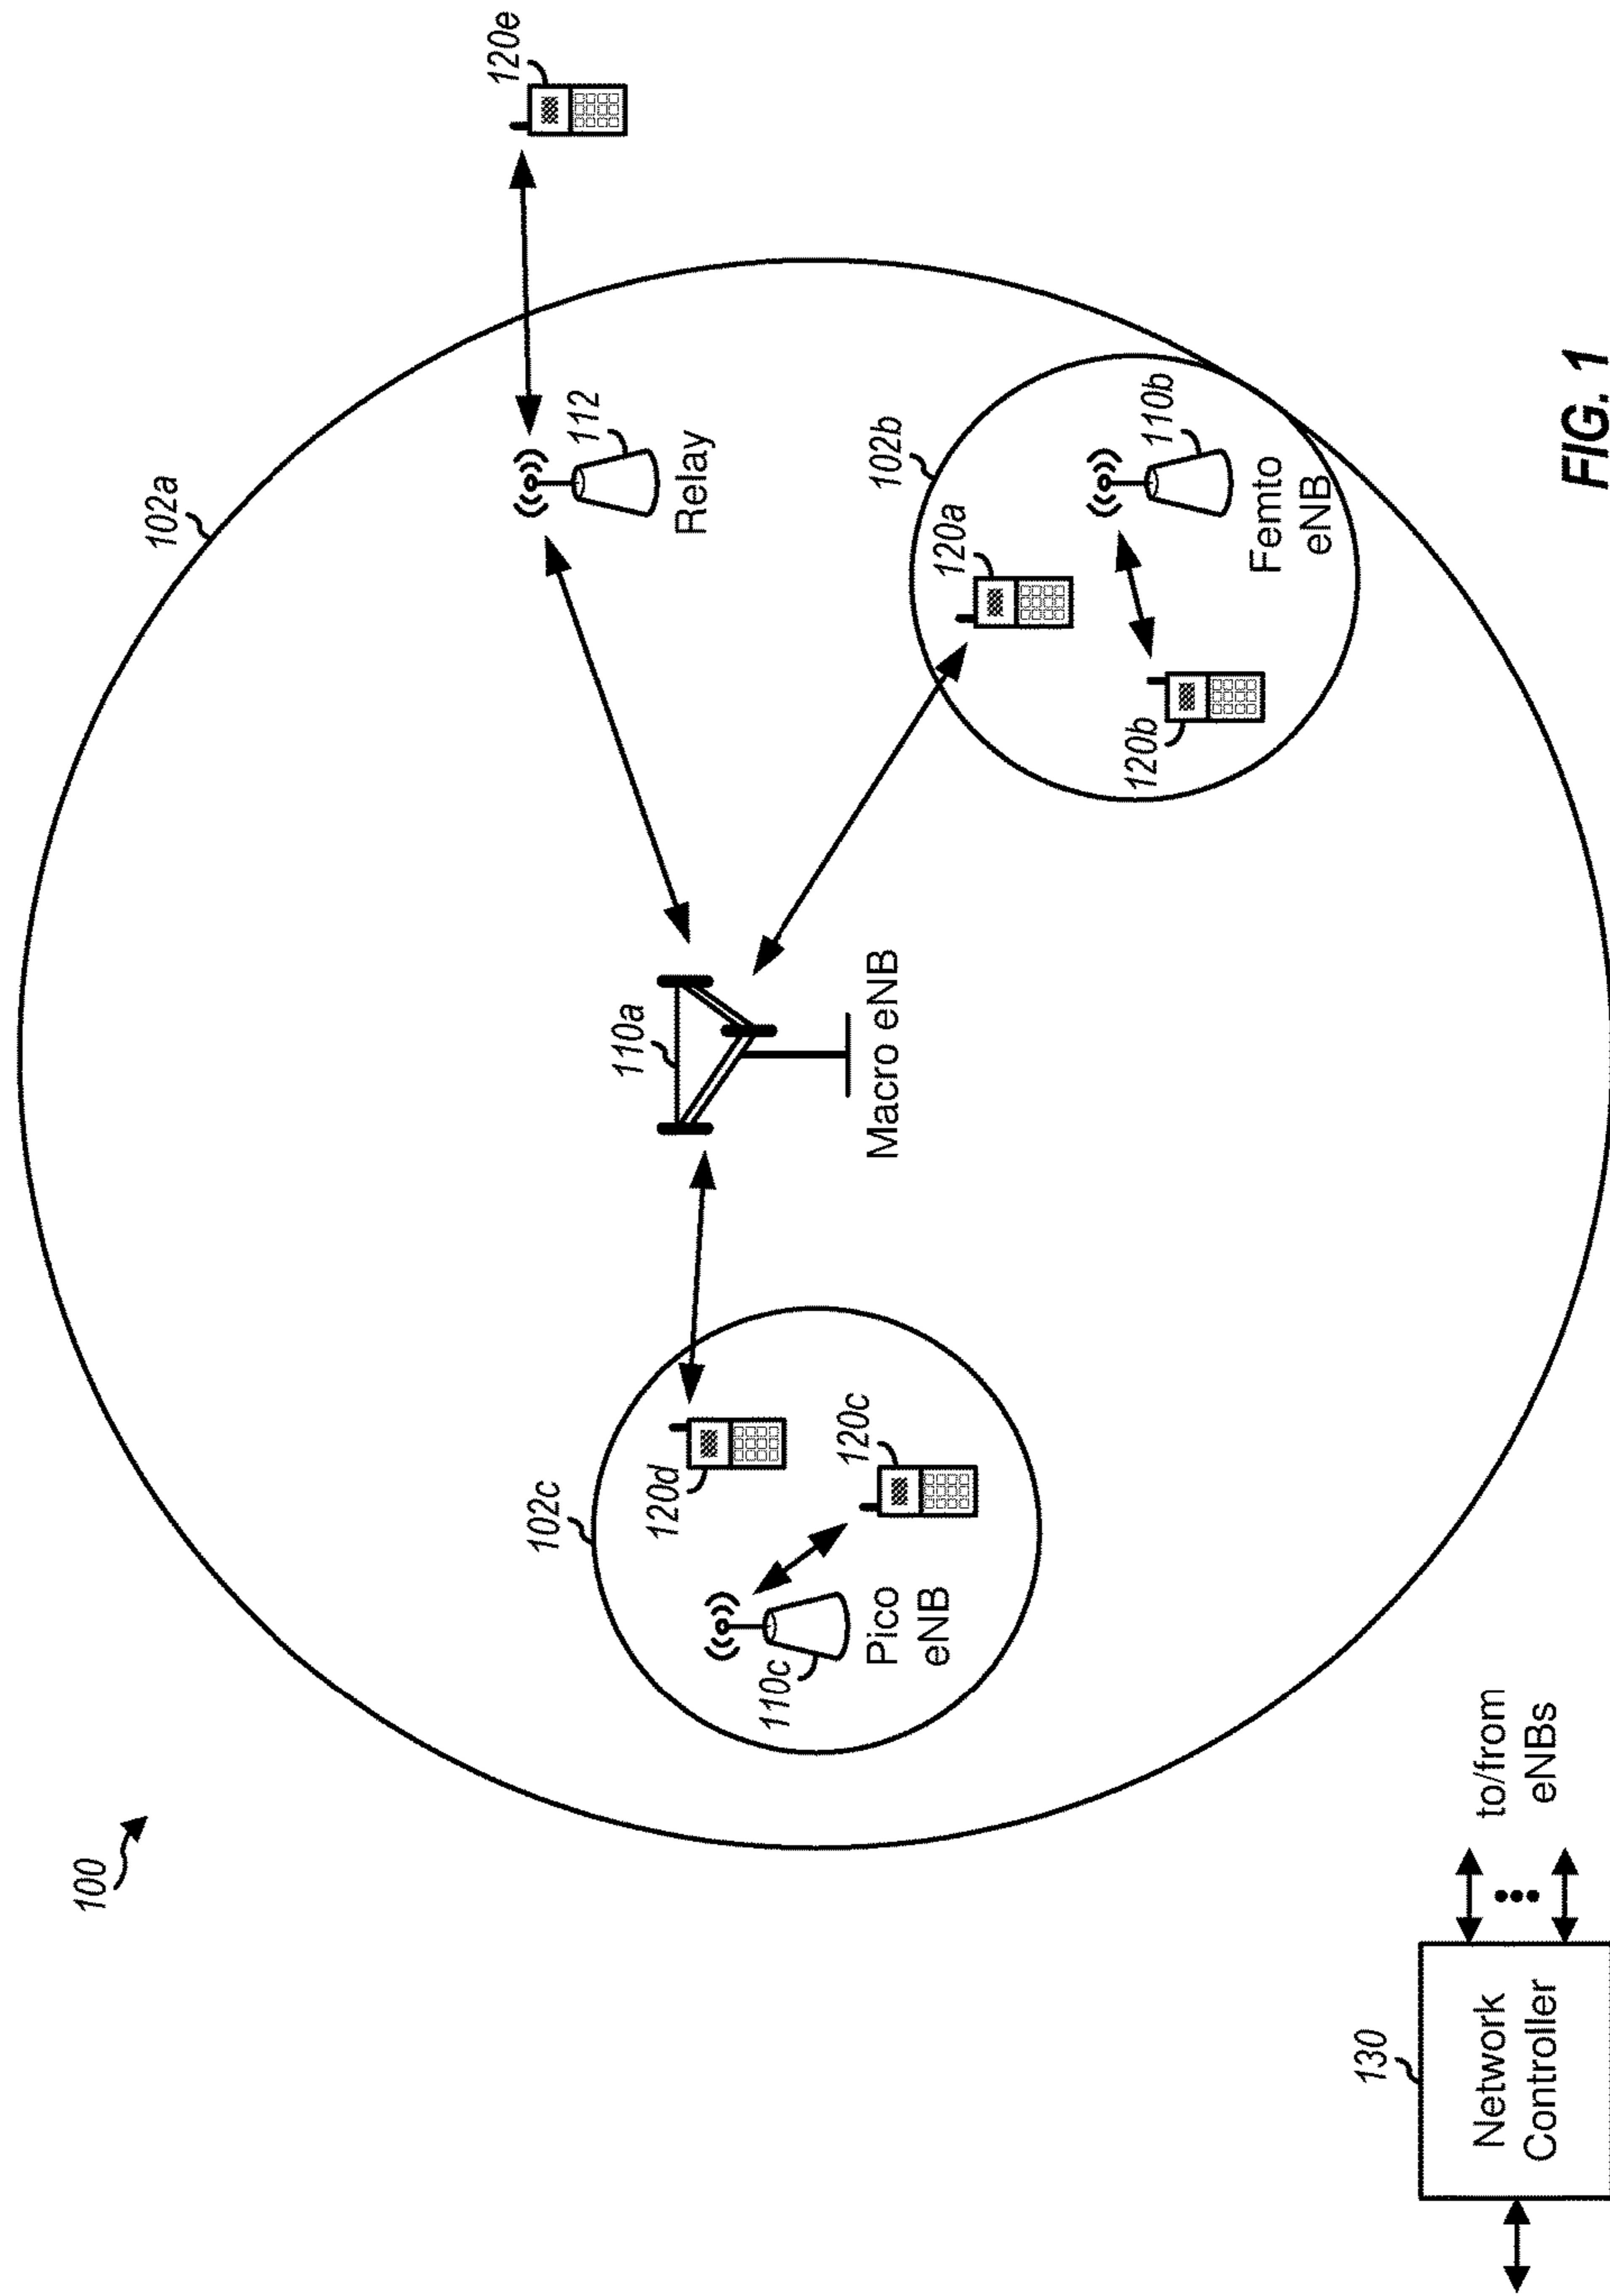 100
102a
120e
112
Relay
110a
Macro eNB
102c
120d
120c
110c
Pico
eNB
102b
120a
110b
Femto
eNB
120b
130
Network
Controller
to/from
eNBs
FIG. 1